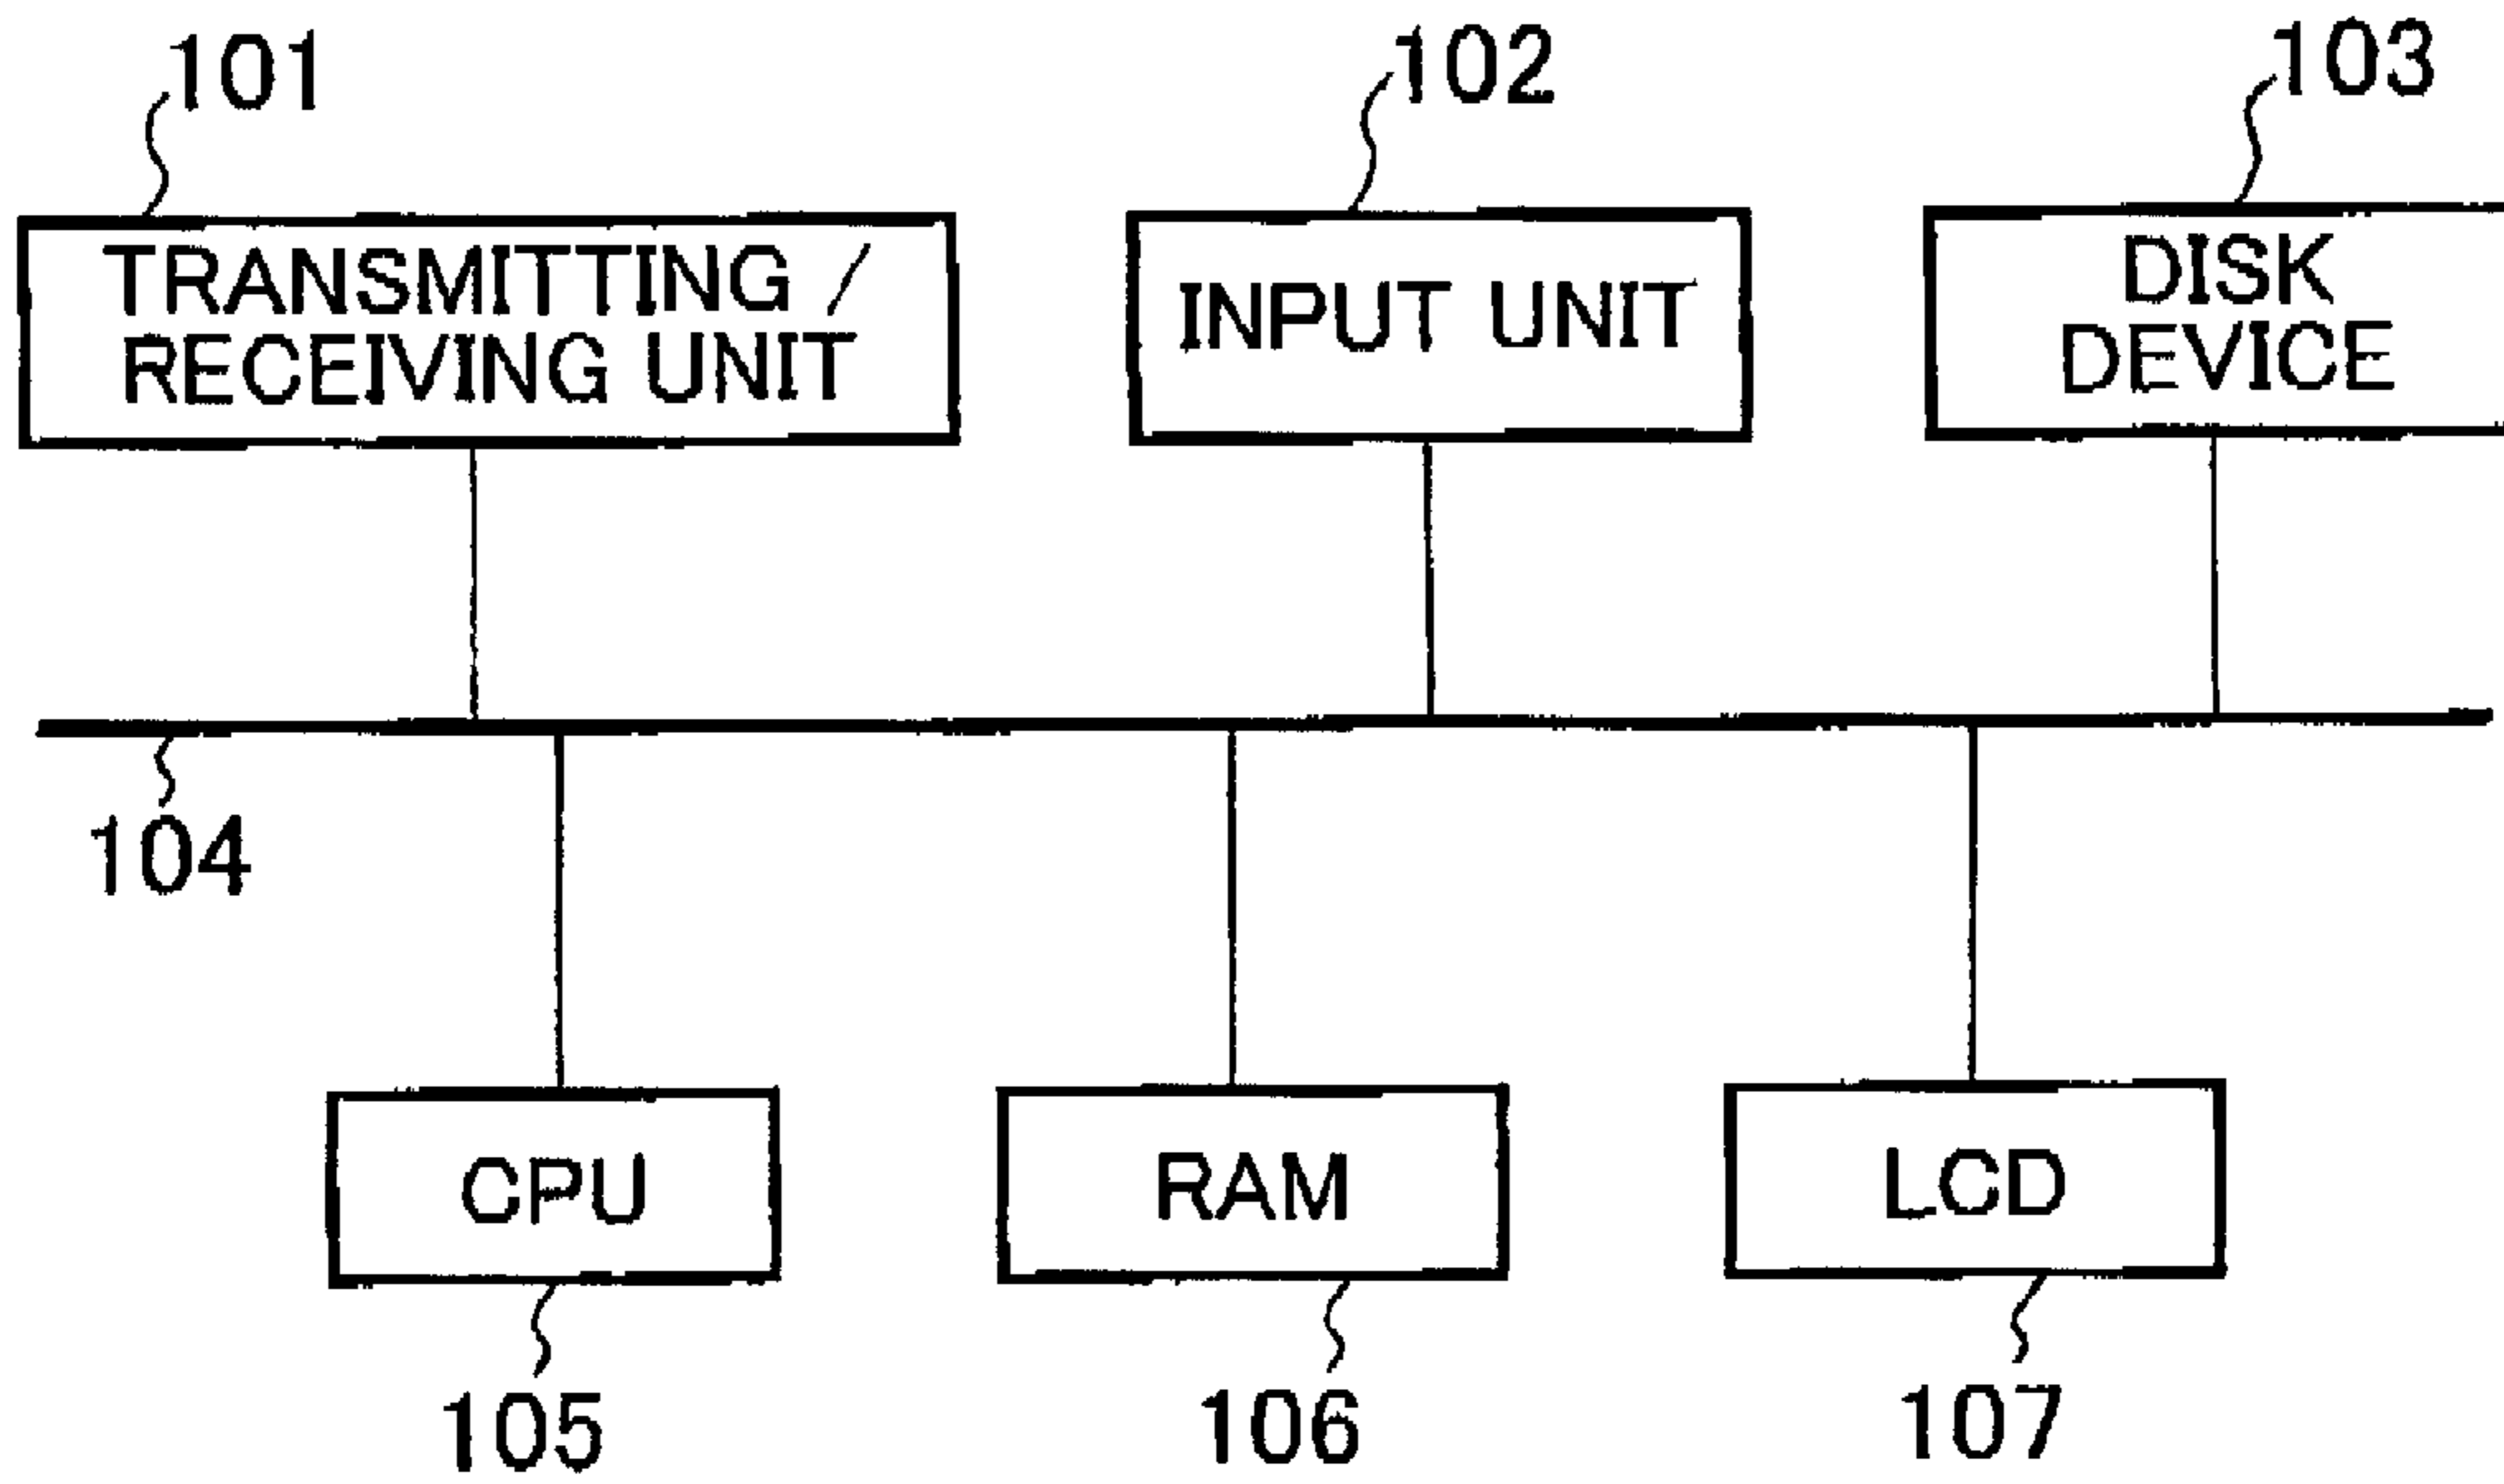 101
102
103
TRANSMITTING /
RECEIVING UNIT
INPUT UNIT
DISK
DEVICE
104
CPU
RAM
LCD
105
106
107